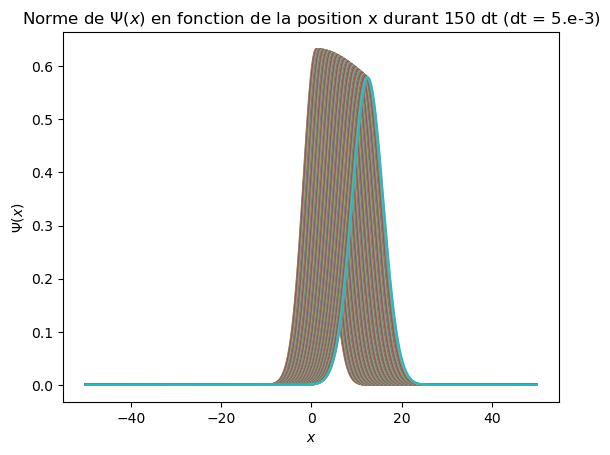 Norme de Ψ(x) en fonction de la position x durant 150 dt (dt = 5.e-3)
0.6
0.5
0.4
Ψ(x)
0.3
0.2
0.1
0.0
−40 −20 0 20 40
x